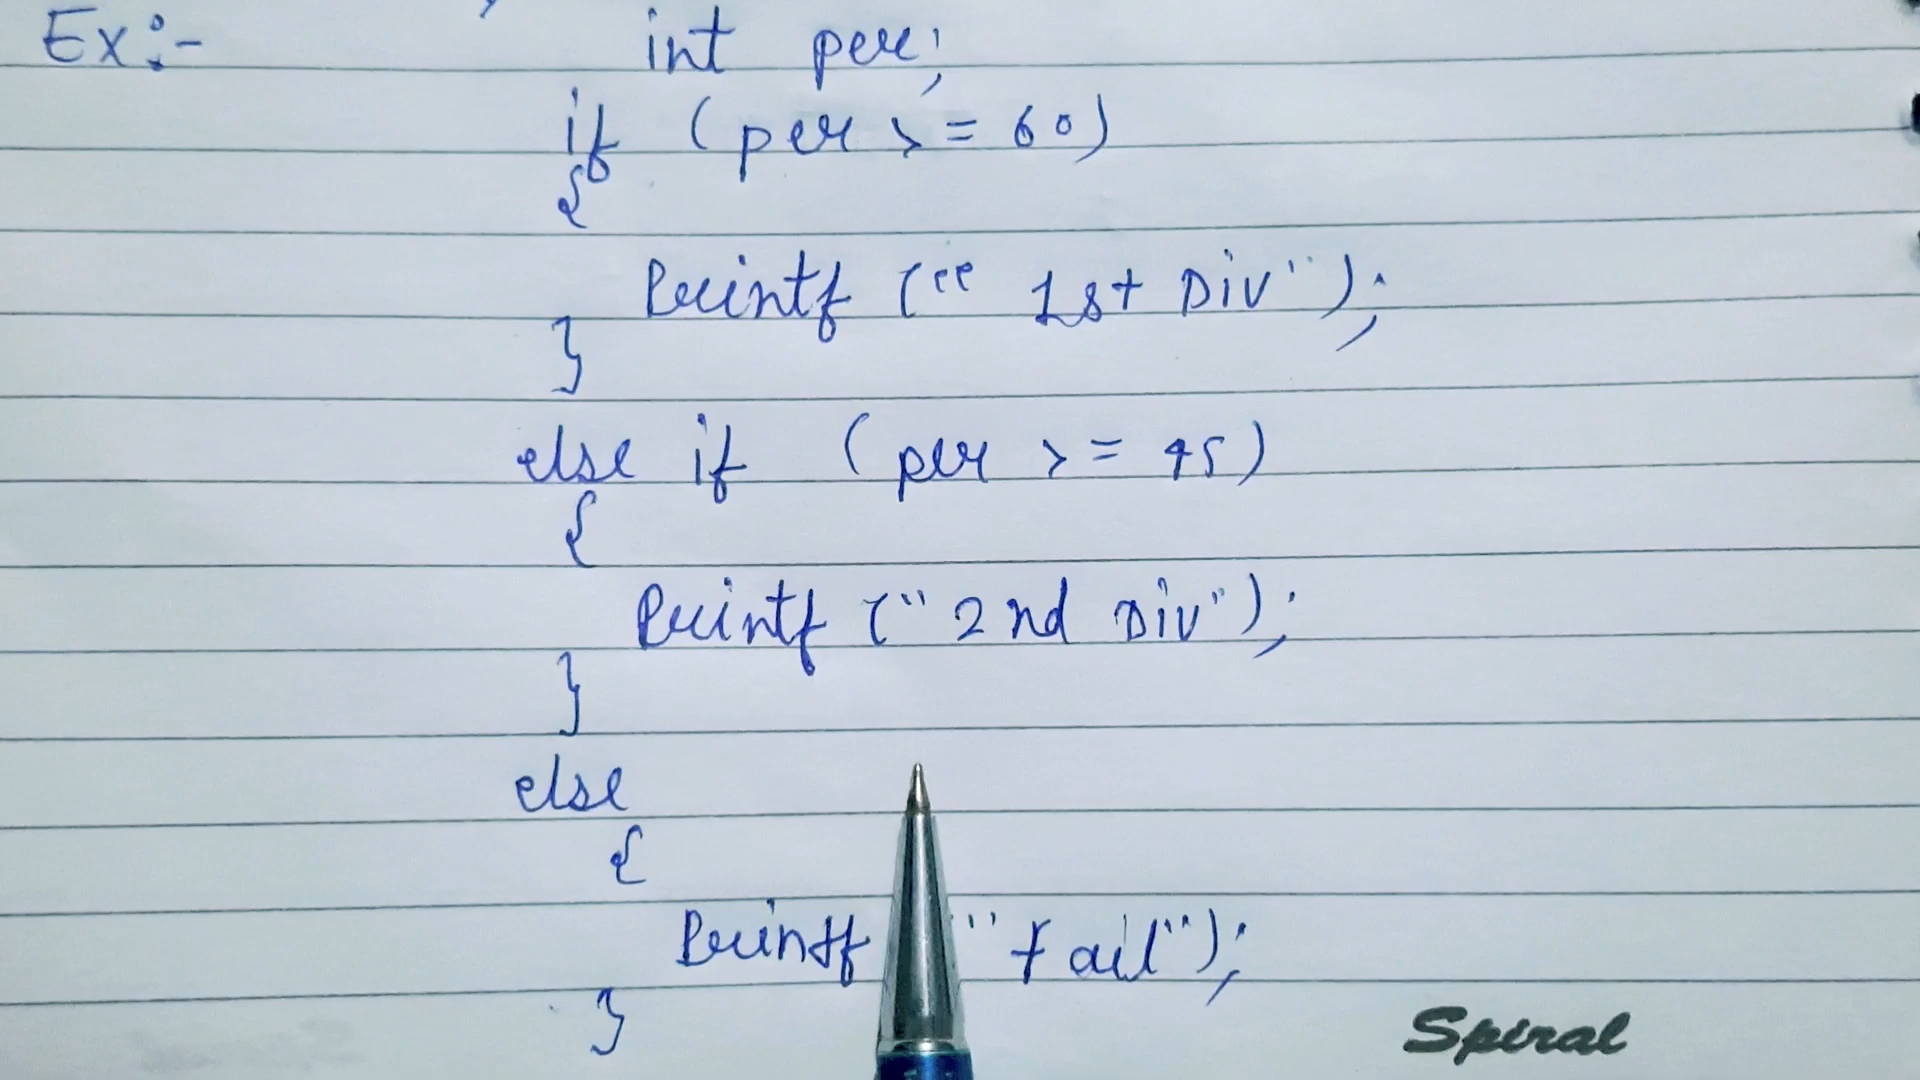 Ex:-
int per;
if (per >= 60)
{
Printf (" 1st Div");
}
else if (per >= 45)
{
Printf ("2nd Div");
}
else
{
Printf "Fail");
}
Spiral